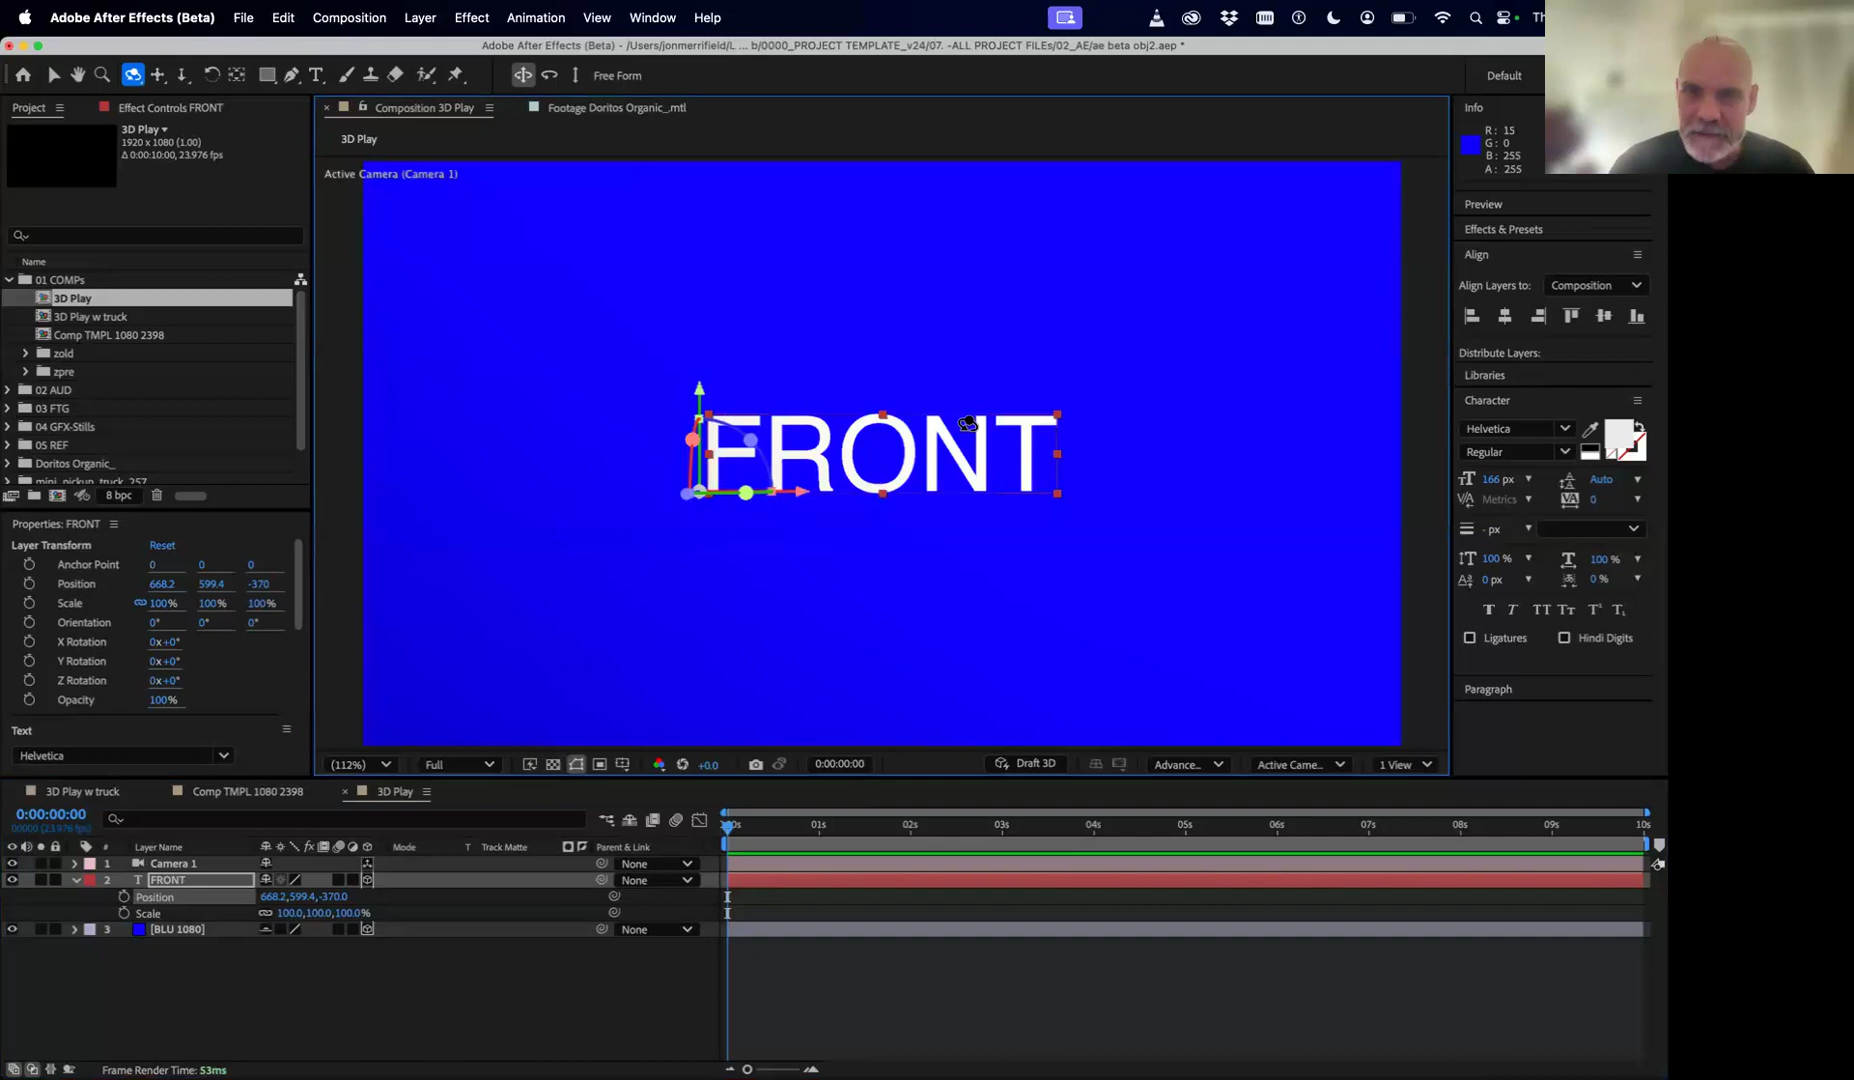 Adobe After Effects (Beta) File Edit Composition Layer Effect Animation View Window Help
Adobe After Effects (Beta) - /Users/jonmerrifield/L ... b/0000_PROJECT TEMPLATE_v24/07. -ALL PROJECT FILEs/02_AE/ae beta obj2.aep *
Free Form Default
Project Effect Controls FRONT
Composition 3D Play Footage Doritos Organic_.mtl
3D Play
1920 x 1080 (1.00)
Δ 0:00:10:00, 23.976 fps
3D Play
Active Camera (Camera 1)
FRONT
Name
01 COMPs
3D Play
3D Play w truck
Comp TMPL 1080 2398
zold
zpre
02 AUD
03 FTG
04 GFX-Stills
05 REF
Doritos Organic_
mini_pickup_truck_257
8 bpc
Properties: FRONT
Layer Transform Reset
Anchor Point 0 0 0
Position 668.2 599.4 -370
Scale 100% 100% 100%
Orientation 0° 0° 0°
X Rotation 0x+0°
Y Rotation 0x+0°
Z Rotation 0x+0°
Opacity 100%
Text
Helvetica
(112%) Full +0.0 0:00:00:00 Draft 3D Advance... Active Came... 1 View
Info
R: 15
G: 0
B: 255
A: 255
Preview
Effects & Presets
Align
Align Layers to: Composition
Distribute Layers:
Libraries
Character
Helvetica
Regular
166 px Auto
Metrics 0
- px
100 % 100 %
0 px 0 %
T T TT Tт T¹ T₁
Ligatures Hindi Digits
Paragraph
3D Play w truck Comp TMPL 1080 2398 3D Play
0:00:00:00
00000 (23.976 fps)
01s 02s 03s 04s 05s 06s 07s 08s 09s 10s
# Layer Name Mode T Track Matte Parent & Link
1 Camera 1 None
2 T FRONT None
Position 668.2,599.4,-370.0
Scale 100.0,100.0,100.0%
3 [BLU 1080] None
Frame Render Time: 53ms